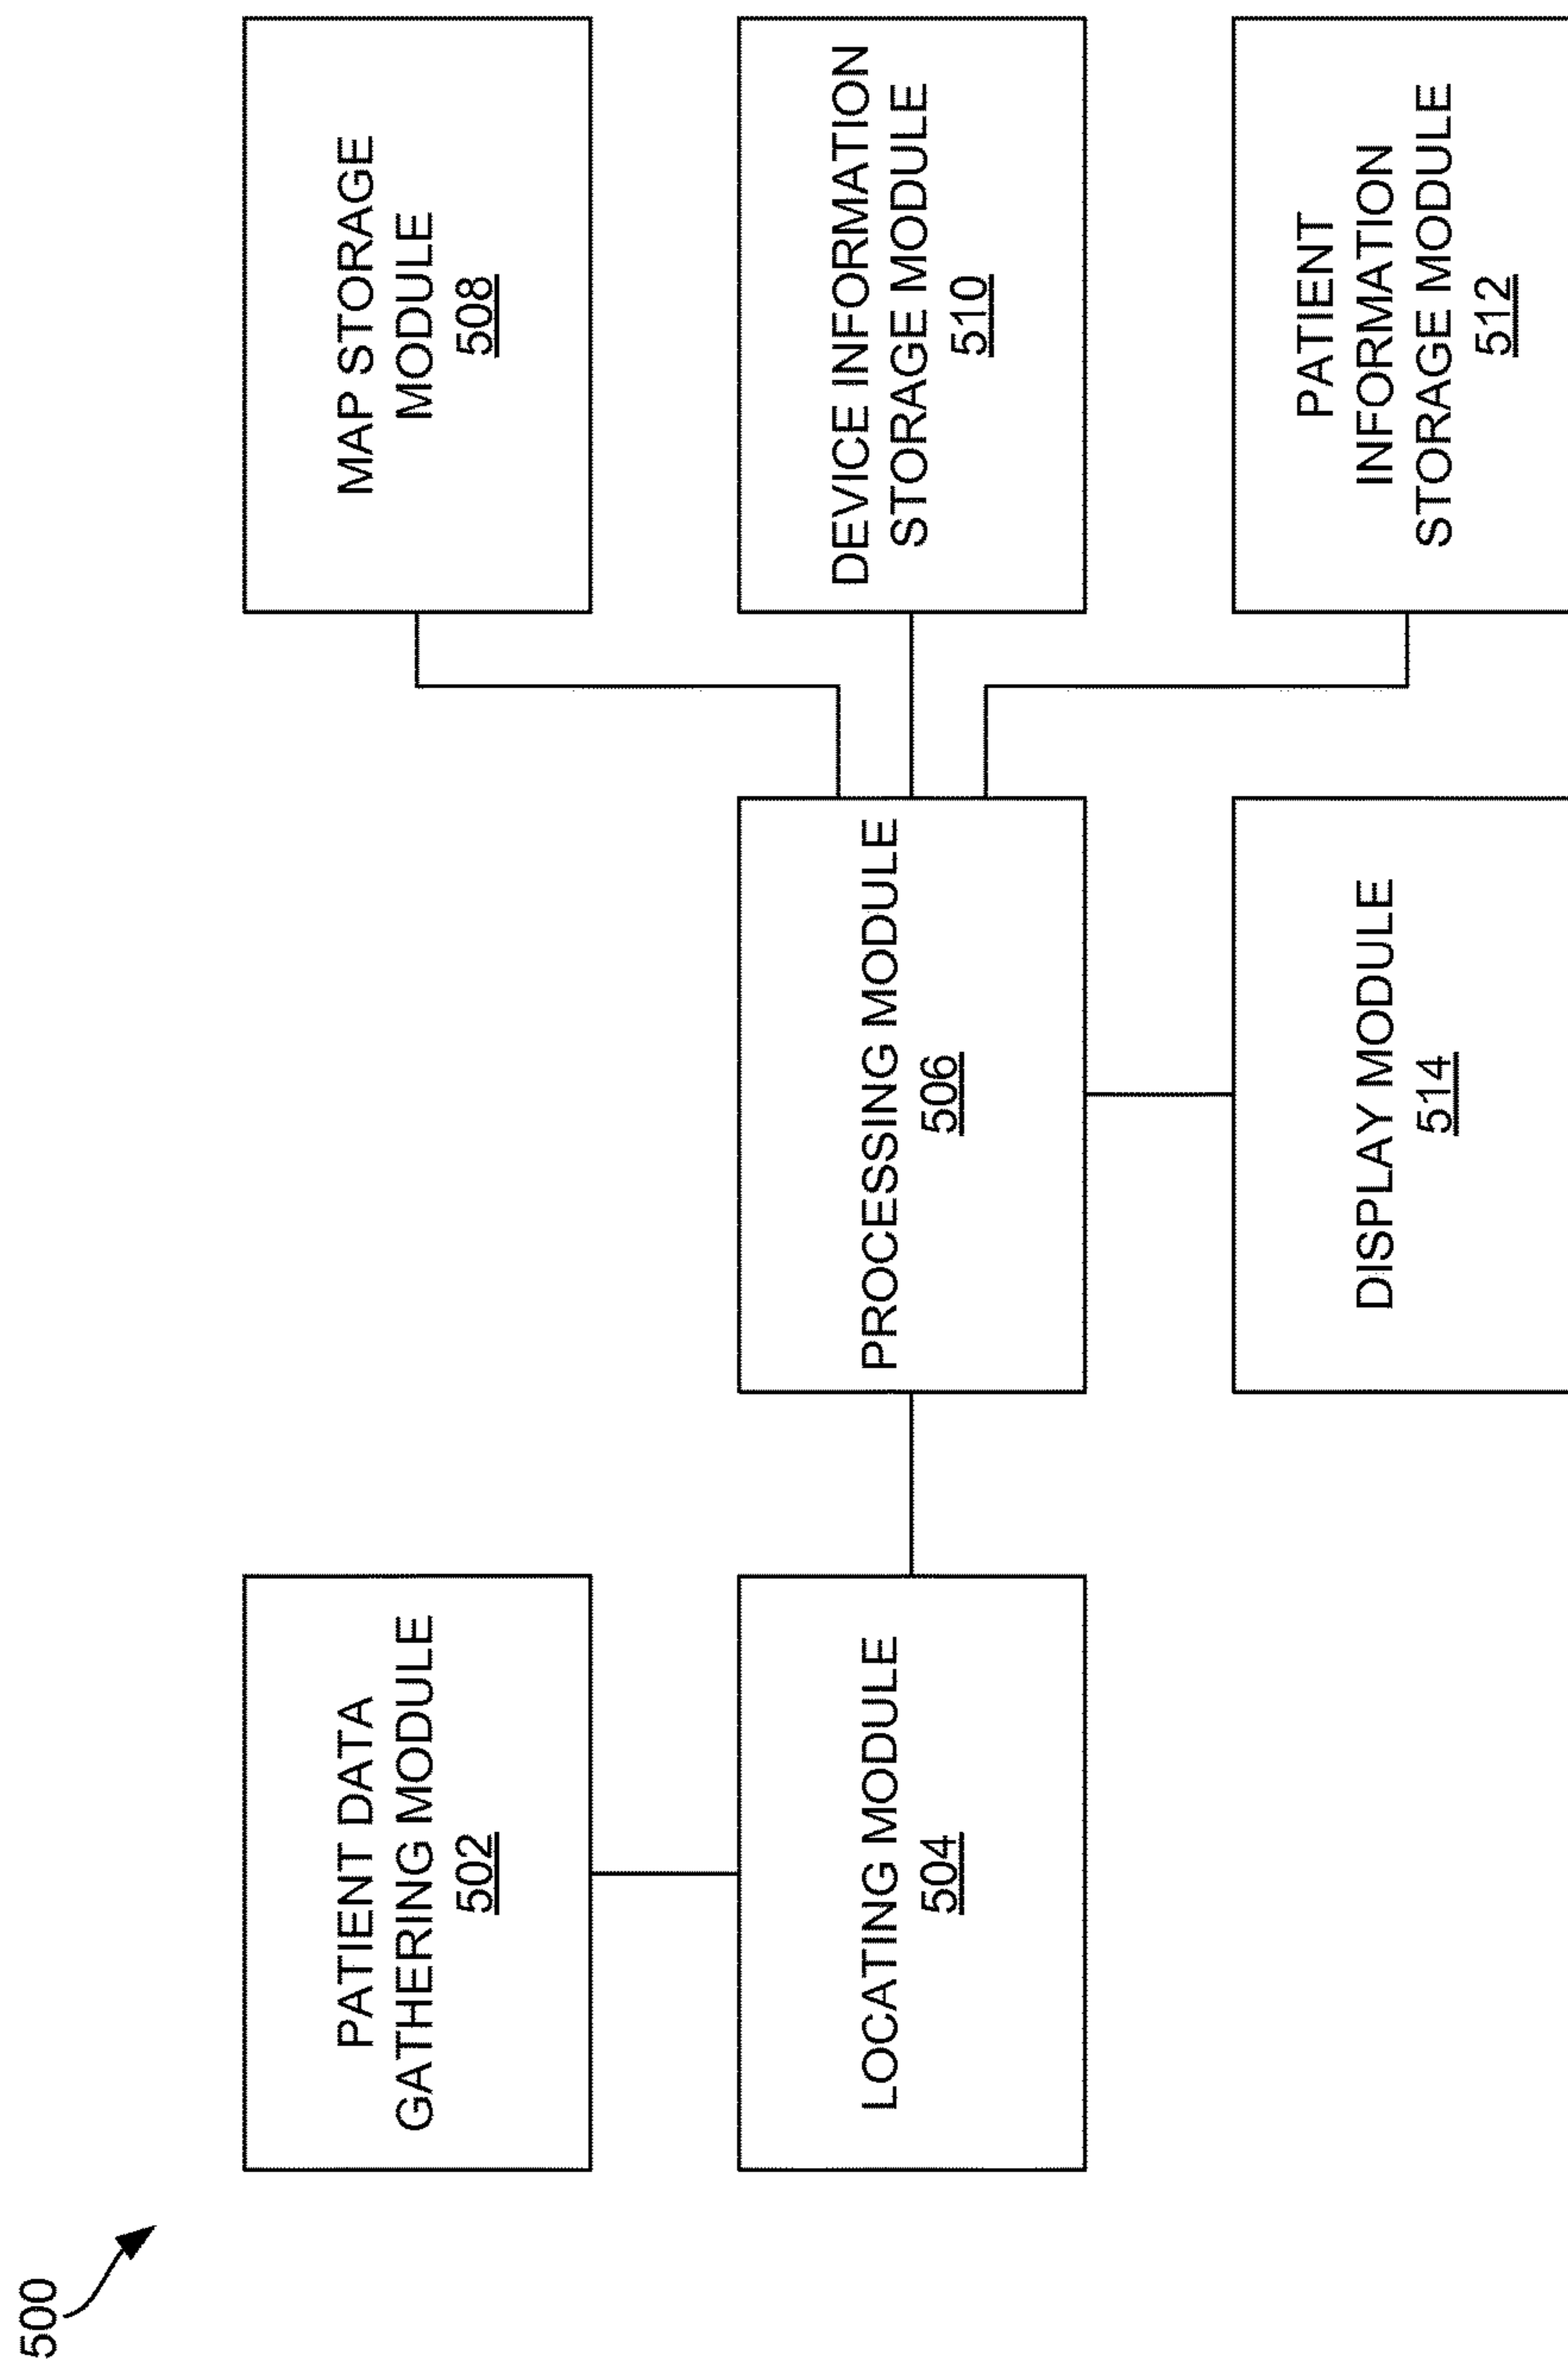 500
PATIENT DATA
GATHERING MODULE
502
LOCATING MODULE
504
PROCESSING MODULE
506
MAP STORAGE
MODULE
508
DEVICE INFORMATION
STORAGE MODULE
510
PATIENT
INFORMATION
STORAGE MODULE
512
DISPLAY MODULE
514